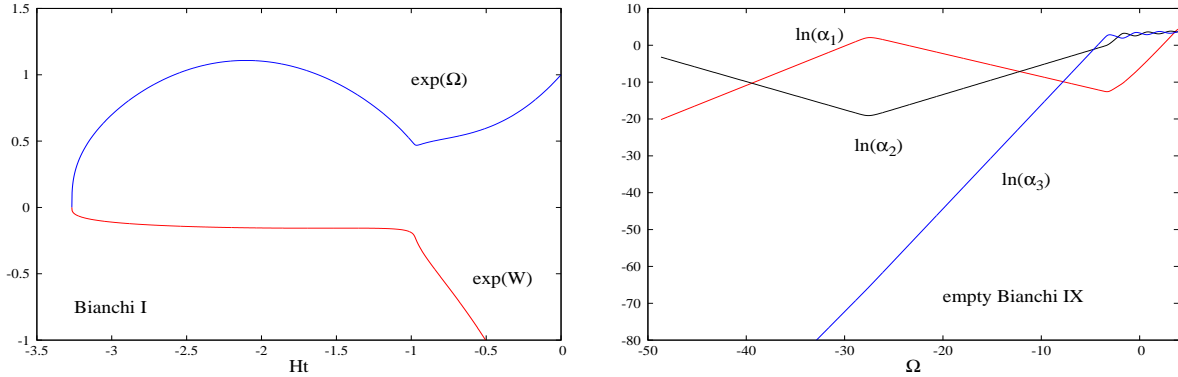 1.5
1
0.5
0
-0.5
-1
-3.5 -3 -2.5 -2 -1.5 -1 -0.5 0
Ht
exp(Ω)
exp(W)
Bianchi I
10
0
-10
-20
-30
-40
-50
-60
-70
-80
-50 -40 -30 -20 -10 0
Ω
ln(α₁)
ln(α₂)
ln(α₃)
empty Bianchi IX